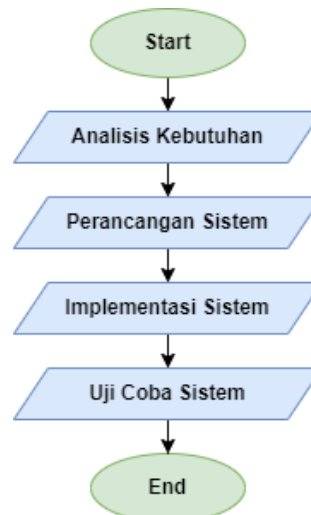 Start
Analisis Kebutuhan
Perancangan Sistem
Implementasi Sistem
Uji Coba Sistem
End